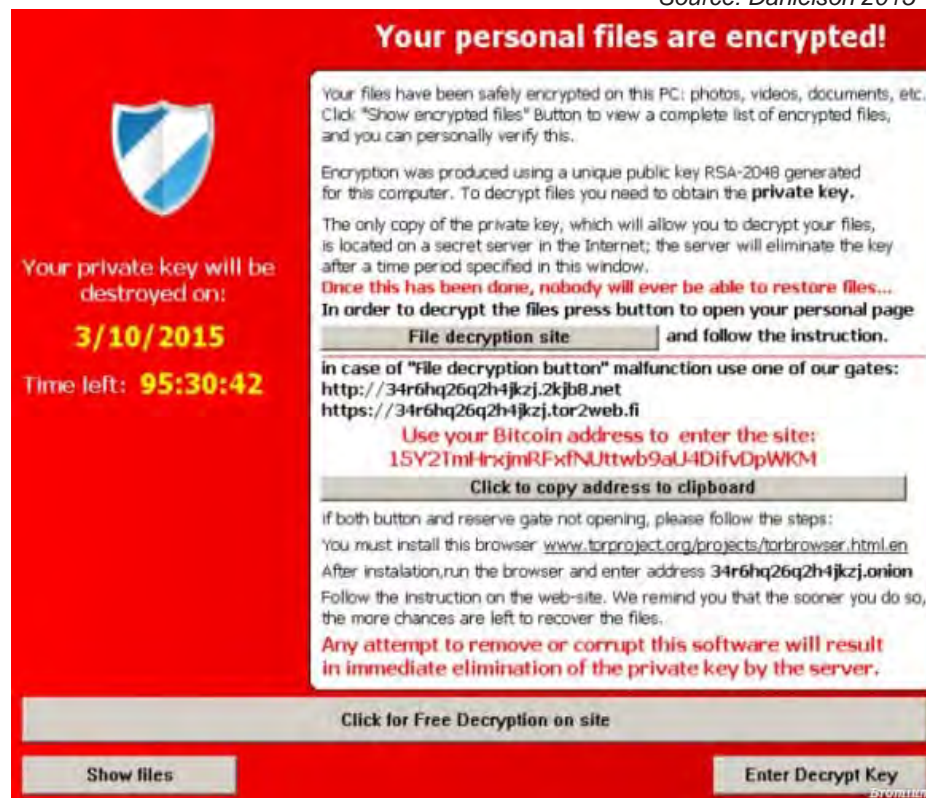 Source: Danielson 2015
Your personal files are encrypted!
Your files have been safely encrypted on this PC: photos, videos, documents, etc.
Click "Show encrypted files" Button to view a complete list of encrypted files,
and you can personally verify this.
Encryption was produced using a unique public key RSA-2048 generated
for this computer. To decrypt files you need to obtain the private key.
The only copy of the private key, which will allow you to decrypt your files,
is located on a secret server in the Internet; the server will eliminate the key
after a time period specified in this window.
Once this has been done, nobody will ever be able to restore files...
In order to decrypt the files press button to open your personal page
File decryption site and follow the instruction.
in case of "File decryption button" malfunction use one of our gates:
http://34r6hq26q2h4jkzj.2kjb8.net
https://34r6hq26q2h4jkzj.tor2web.fi
Use your Bitcoin address to enter the site:
15Y2TmHrxjmRFxfNUttwb9aU4DifvDpWKM
Click to copy address to clipboard
if both button and reserve gate not opening, please follow the steps:
You must install this browser www.torproject.org/projects/torbrowser.html.en
After instalation,run the browser and enter address 34r6hq26q2h4jkzj.onion
Follow the instruction on the web-site. We remind you that the sooner you do so,
the more chances are left to recover the files.
Any attempt to remove or corrupt this software will result
in immediate elimination of the private key by the server.
Your private key will be
destroyed on:
3/10/2015
Time left: 95:30:42
Click for Free Decryption on site
Show files
Enter Decrypt Key